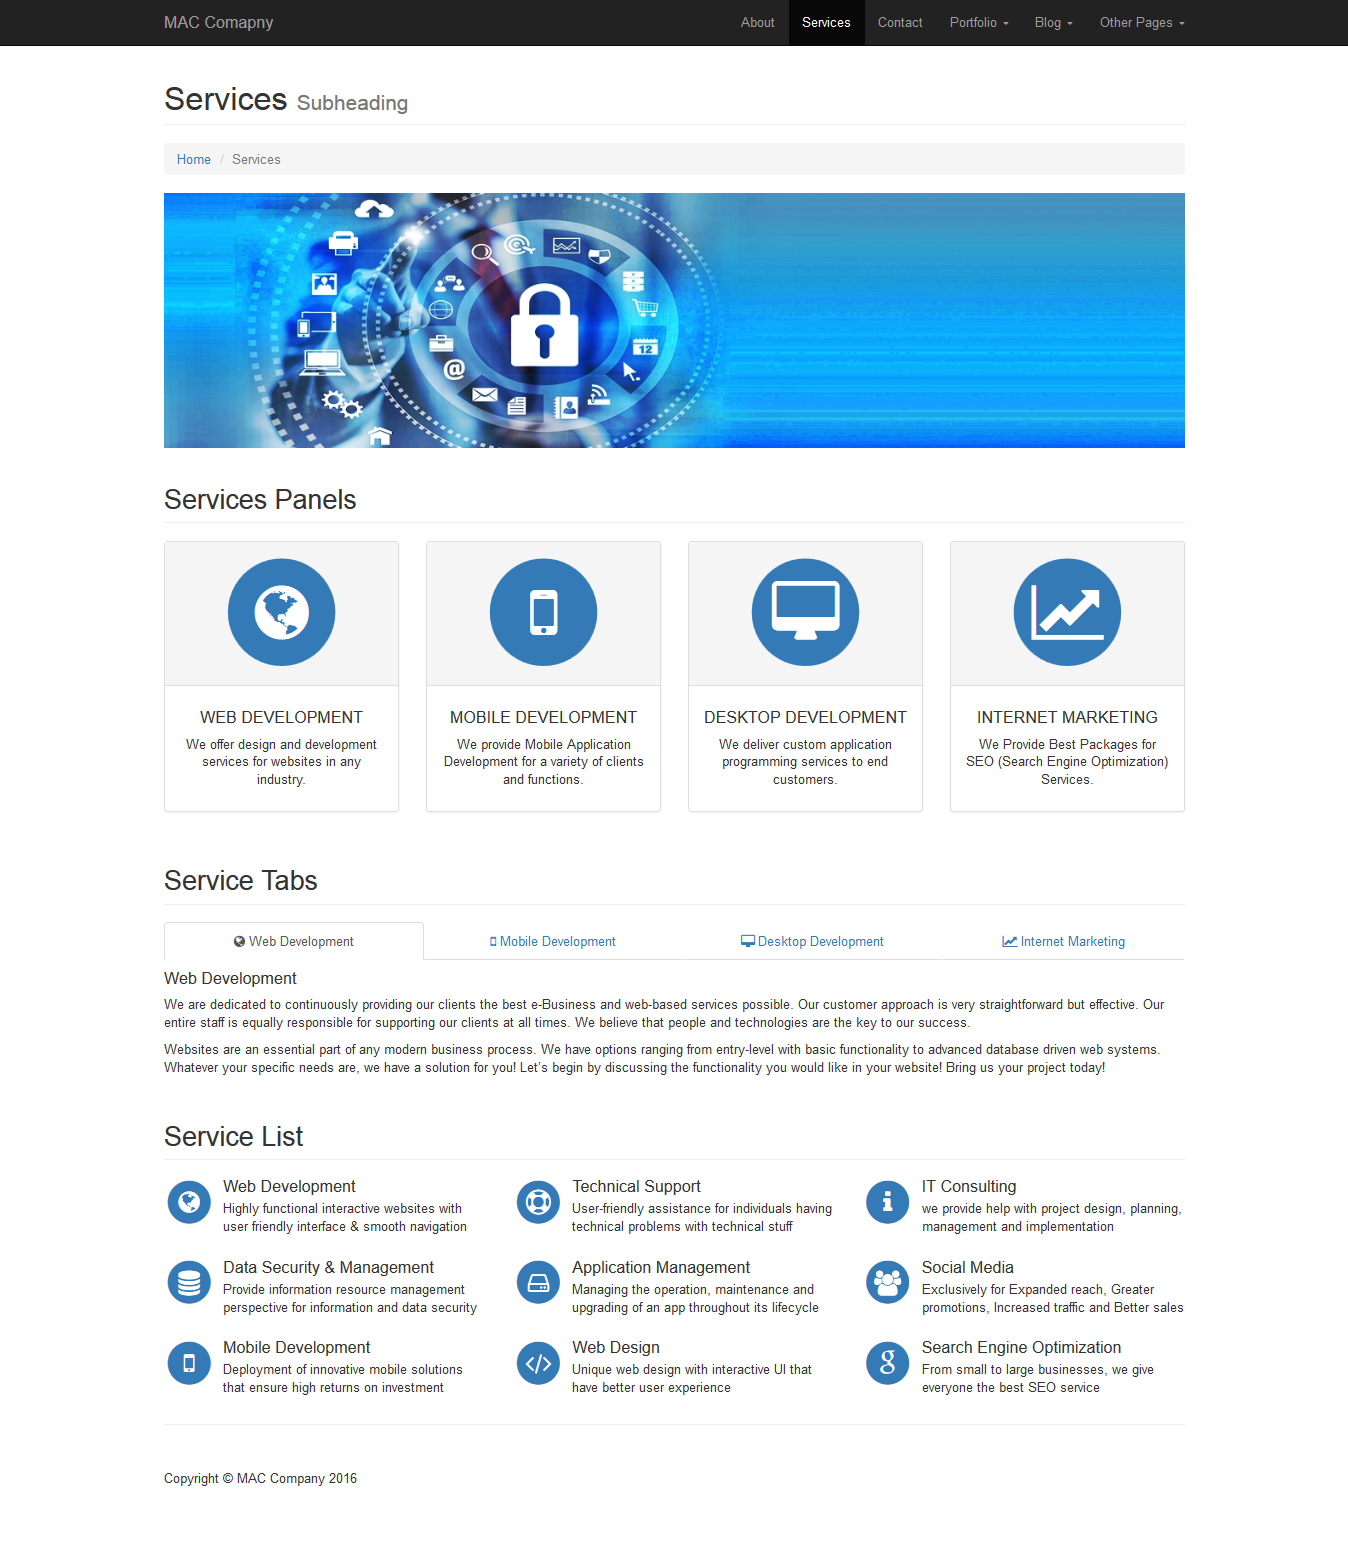 MAC Comapny
About
Services
Contact
Portfolio
Blog
Other Pages
Services Subheading
Home / Services
12
@
Services Panels
WEB DEVELOPMENT
We offer design and development
services for websites in any
industry.
MOBILE DEVELOPMENT
We provide Mobile Application
Development for a variety of clients
and functions.
DESKTOP DEVELOPMENT
We deliver custom application
programming services to end
customers.
INTERNET MARKETING
We Provide Best Packages for
SEO (Search Engine Optimization)
Services.
Service Tabs
Web Development
Mobile Development
Desktop Development
Internet Marketing
Web Development
We are dedicated to continuously providing our clients the best e-Business and web-based services possible. Our customer approach is very straightforward but effective. Our
entire staff is equally responsible for supporting our clients at all times. We believe that people and technologies are the key to our success.
Websites are an essential part of any modern business process. We have options ranging from entry-level with basic functionality to advanced database driven web systems.
Whatever your specific needs are, we have a solution for you! Let’s begin by discussing the functionality you would like in your website! Bring us your project today!
Service List
Web Development
Highly functional interactive websites with
user friendly interface & smooth navigation
Technical Support
User-friendly assistance for individuals having
technical problems with technical stuff
IT Consulting
we provide help with project design, planning,
management and implementation
Data Security & Management
Provide information resource management
perspective for information and data security
Application Management
Managing the operation, maintenance and
upgrading of an app throughout its lifecycle
Social Media
Exclusively for Expanded reach, Greater
promotions, Increased traffic and Better sales
Mobile Development
Deployment of innovative mobile solutions
that ensure high returns on investment
Web Design
Unique web design with interactive UI that
have better user experience
Search Engine Optimization
From small to large businesses, we give
everyone the best SEO service
Copyright © MAC Company 2016